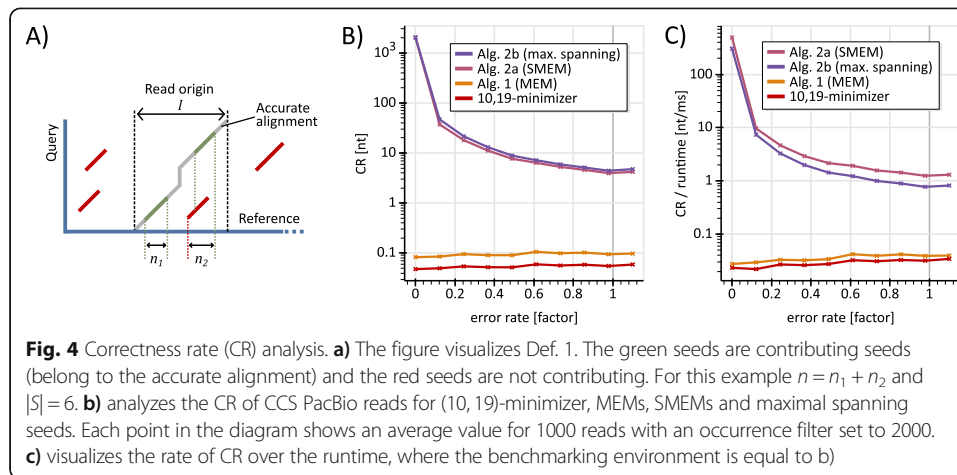 A)
Read origin
I
Accurate
alignment
Query
Reference
n1
n2
B)
Alg. 2b (max. spanning)
Alg. 2a (SMEM)
Alg. 1 (MEM)
10,19-minimizer
10^3
100
10
1
0.1
CR [nt]
0 0.2 0.4 0.6 0.8 1
error rate [factor]
C)
Alg. 2a (SMEM)
Alg. 2b (max. spanning)
Alg. 1 (MEM)
10,19-minimizer
100
10
1
0.1
CR / runtime [nt/ms]
0 0.2 0.4 0.6 0.8 1
error rate [factor]
Fig. 4 Correctness rate (CR) analysis. a) The figure visualizes Def. 1. The green seeds are contributing seeds
(belong to the accurate alignment) and the red seeds are not contributing. For this example n = n1 + n2 and
|S| = 6. b) analyzes the CR of CCS PacBio reads for (10, 19)-minimizer, MEMs, SMEMs and maximal spanning
seeds. Each point in the diagram shows an average value for 1000 reads with an occurrence filter set to 2000.
c) visualizes the rate of CR over the runtime, where the benchmarking environment is equal to b)